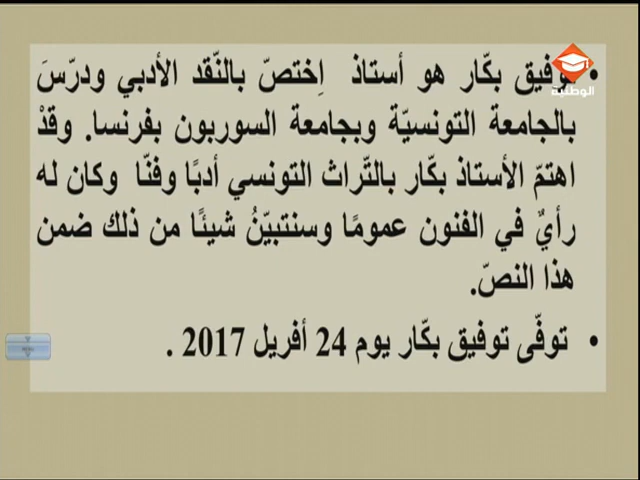 الوطنية
• توفيق بكّار هو أستاذ إختصّ بالنّقد الأدبي ودرّسَ
بالجامعة التونسيّة وبجامعة السوربون بفرنسا. وقدْ
اهتمّ الأستاذ بكّار بالتّراث التونسي أدبًا وفنّا وكان له
رأيٌ في الفنون عمومًا وسنتبيّنُ شيئًا من ذلك ضمن
هذا النصّ.
• توفّى توفيق بكّار يوم 24 أفريل 2017 .